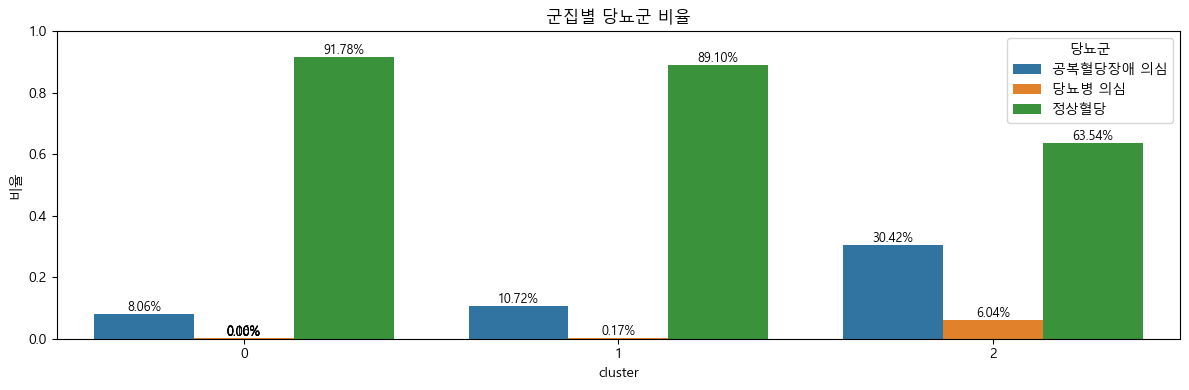 군집별 당뇨군 비율
비율
1.0
0.8
0.6
0.4
0.2
0.0
91.78%
89.10%
63.54%
30.42%
8.06%
10.72%
0.17%
6.04%
당뇨군
공복혈당장애 의심
당뇨병 의심
정상혈당
0
1
2
cluster